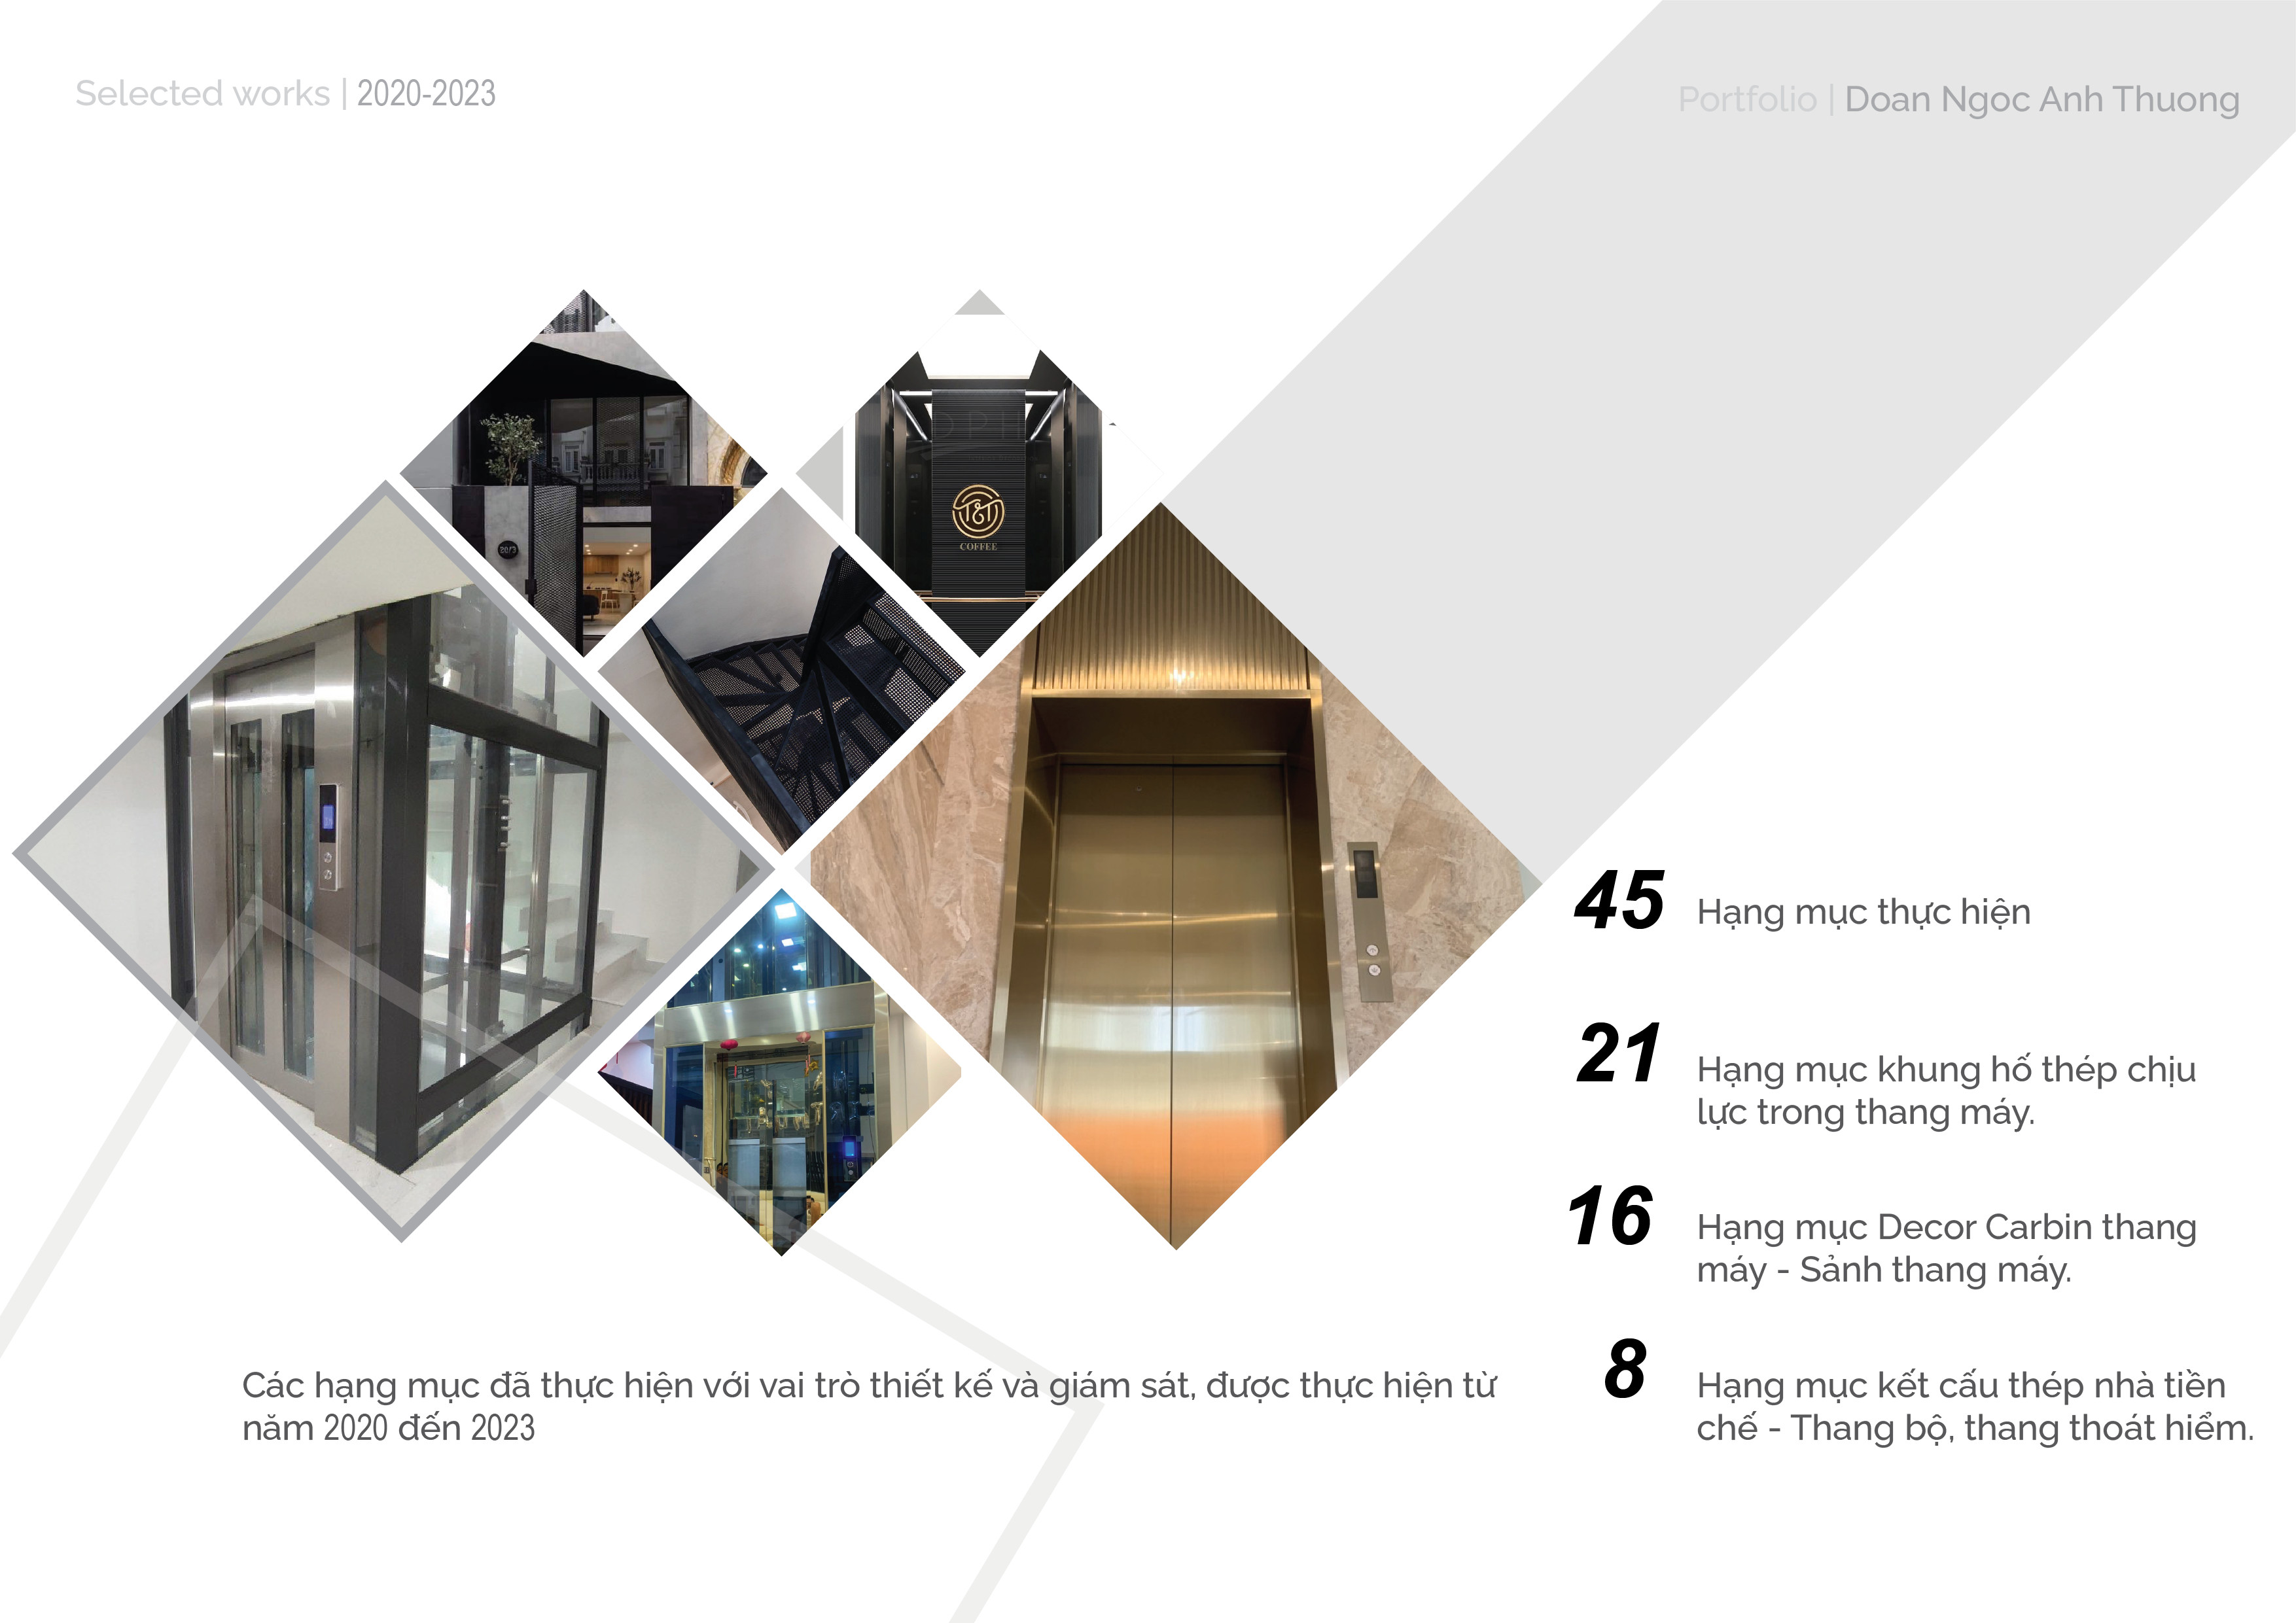 Selected works | 2020-2023
Portfolio | Doan Ngoc Anh Thuong
DPH
T&T
COFFEE
20/3
45 Hạng mục thực hiện
21 Hạng mục khung hố thép chịu
lực trong thang máy.
16 Hạng mục Decor Carbin thang
máy - Sảnh thang máy.
8 Hạng mục kết cấu thép nhà tiền
chế - Thang bộ, thang thoát hiểm.
Các hạng mục đã thực hiện với vai trò thiết kế và giám sát, được thực hiện từ
năm 2020 đến 2023